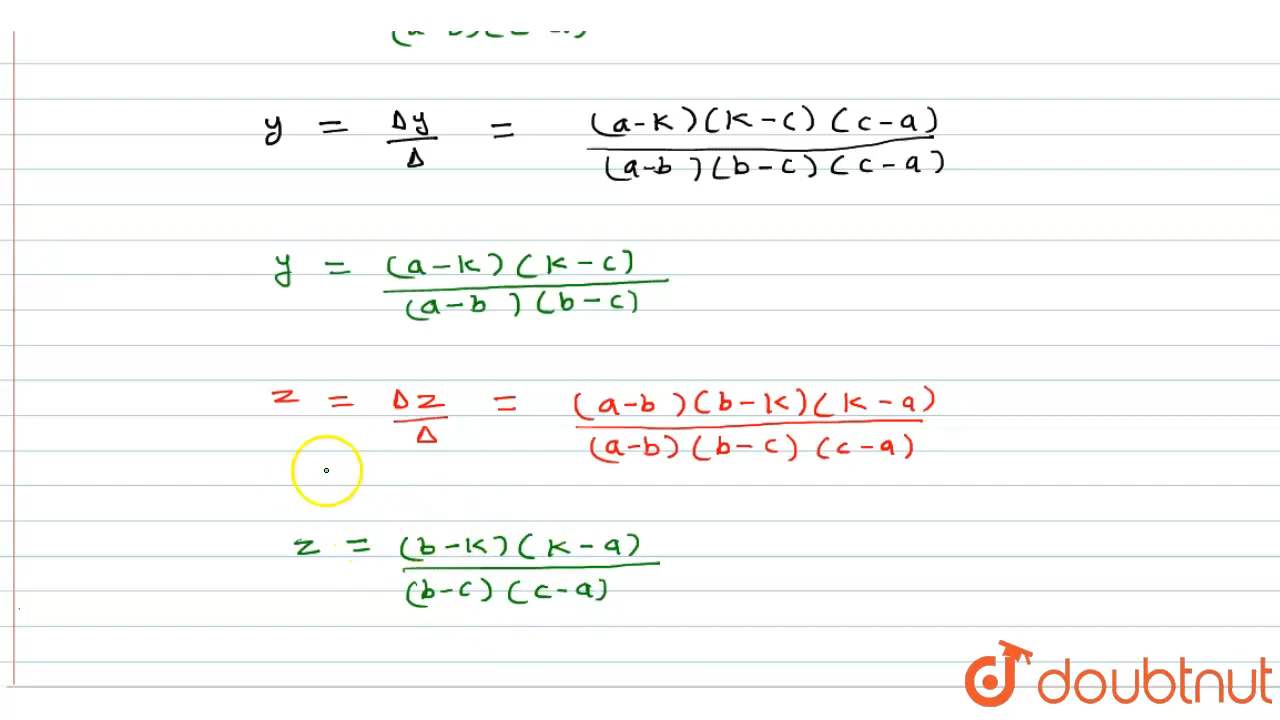 y = Δy/Δ = (a-k)(k-c)(c-a)/(a-b)(b-c)(c-a)
y = (a-k)(k-c)/(a-b)(b-c)
z = Δz/Δ = (a-b)(b-k)(k-a)/(a-b)(b-c)(c-a)
z = (b-k)(k-a)/(b-c)(c-a)
doubtnut